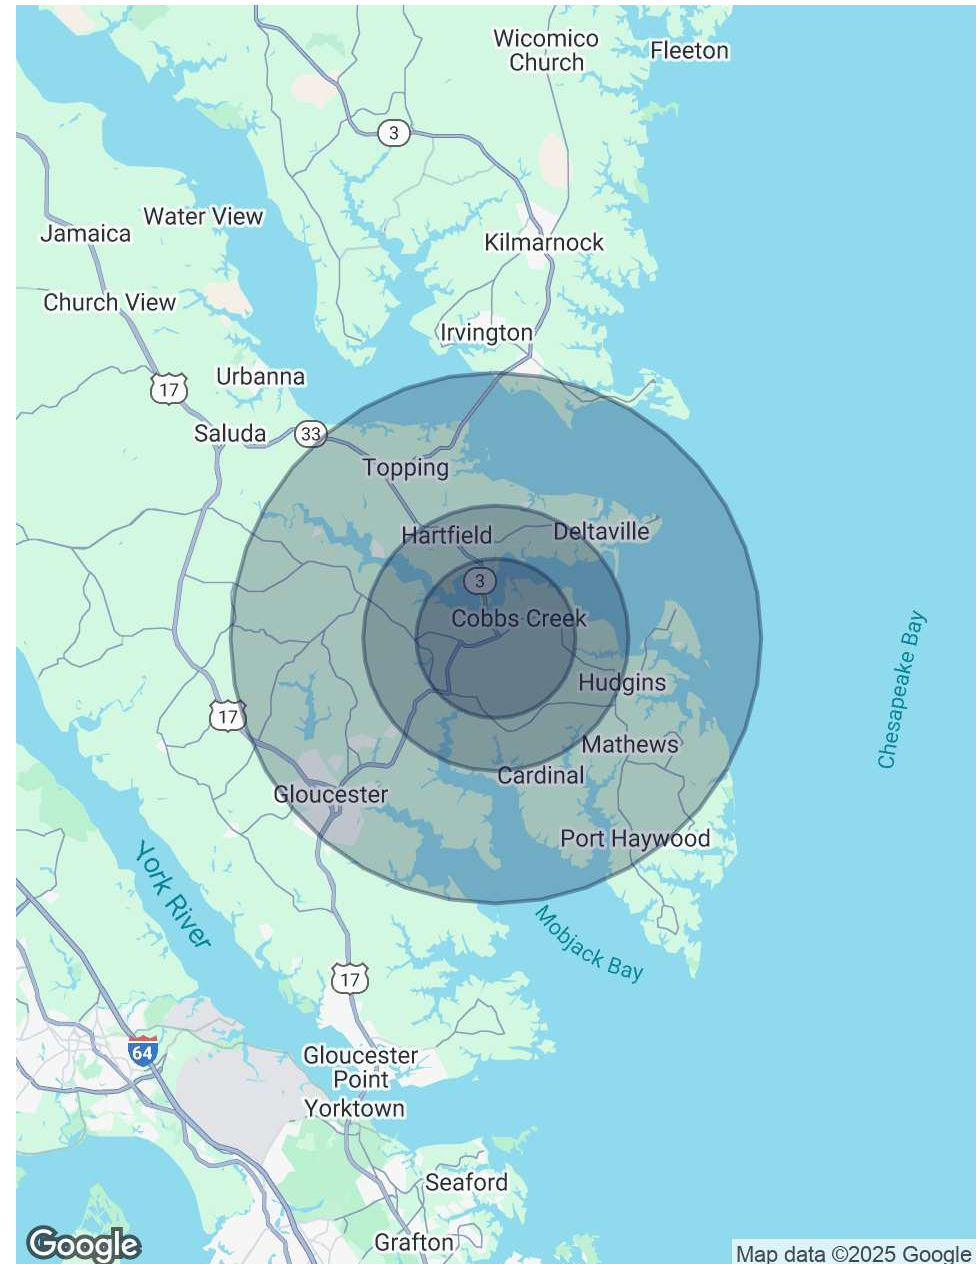 Wicomico
Church
Fleeton
3
Water View
Jamaica
Kilmarnock
Church View
Irvington
Urbanna
17
Saluda
33
Topping
Hartfield
Deltaville
3
Cobbs Creek
Chesapeake Bay
Hudgins
17
Mathews
Cardinal
Gloucester
Port Haywood
York River
Mobjack Bay
17
64
Gloucester
Point
Yorktown
Seaford
Grafton
Google
Map data ©2025 Google